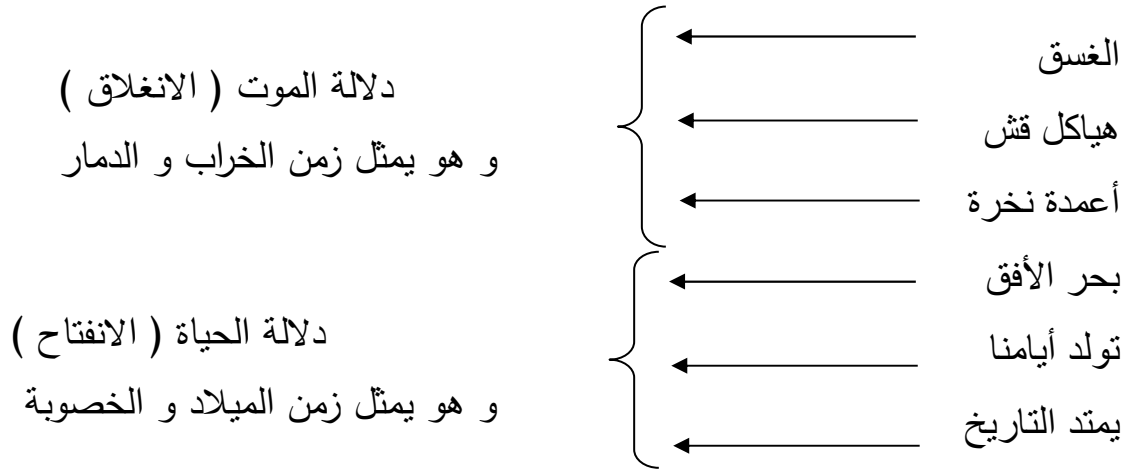 الغسق
هياكل قش
أعمدة نخرة
دلالة الموت ( الانغلاق )
و هو يمثل زمن الخراب و الدمار
بحر الأفق
تولد أيامنا
يمتد التاريخ
دلالة الحياة ( الانفتاح )
و هو يمثل زمن الميلاد و الخصوبة